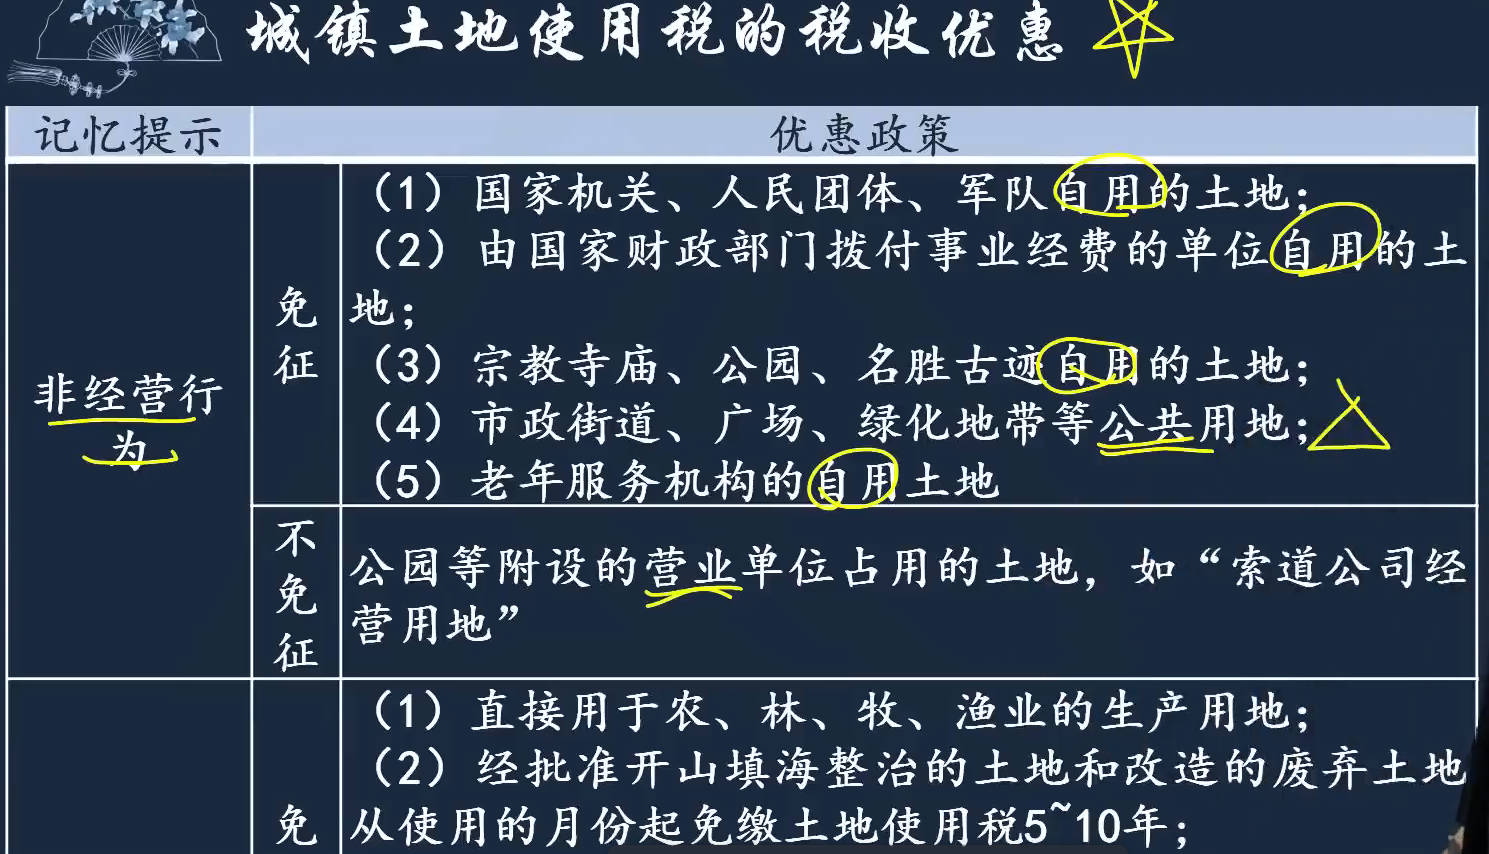 城镇土地使用税的税收优惠
记忆提示
优惠政策
非经营行
为
免
征
（1）国家机关、人民团体、军队自用的土地；
（2）由国家财政部门拨付事业经费的单位自用的土
地；
（3）宗教寺庙、公园、名胜古迹自用的土地；
（4）市政街道、广场、绿化地带等公共用地；
（5）老年服务机构的自用土地
不
免
征
公园等附设的营业单位占用的土地，如“索道公司经
营用地”
免
（1）直接用于农、林、牧、渔业的生产用地；
（2）经批准开山填海整治的土地和改造的废弃土地
从使用的月份起免缴土地使用税5~10年；